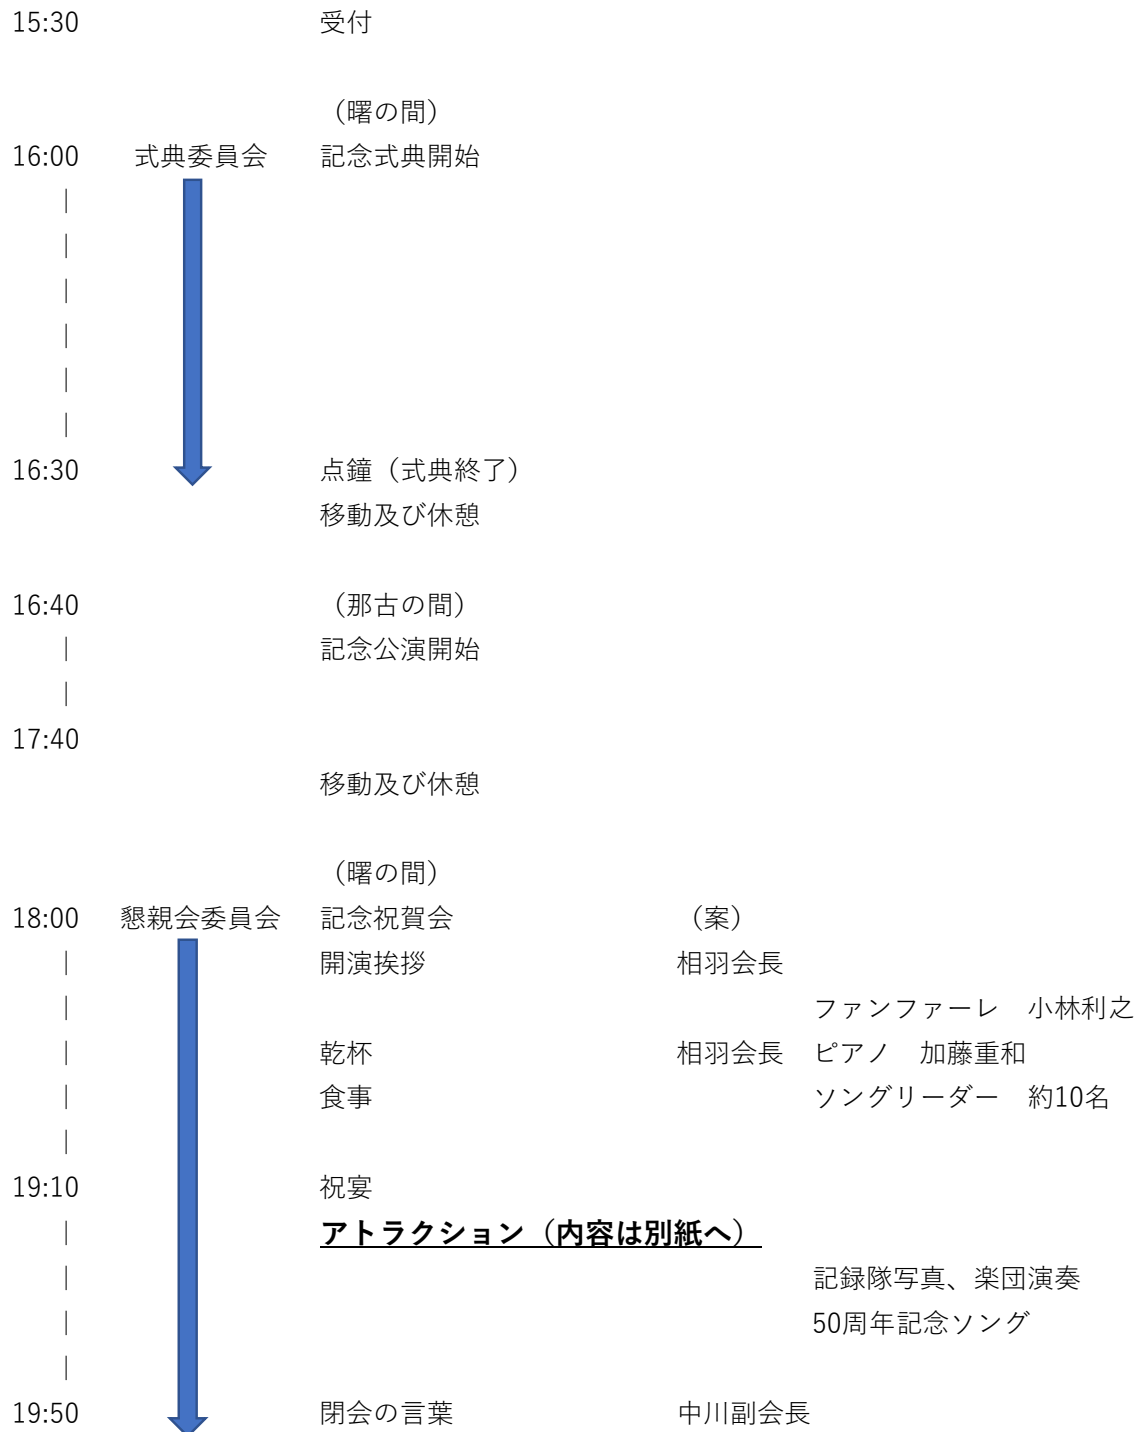 15:30 受付
（曙の間）
16:00 式典委員会 記念式典開始
｜
｜
｜
｜
｜
｜
16:30 点鐘（式典終了）
移動及び休憩
16:40 （那古の間）
｜ 記念公演開始
｜
17:40
移動及び休憩
（曙の間）
18:00 懇親会委員会 記念祝賀会 （案）
｜ 開演挨拶 相羽会長
｜ ファンファーレ　小林利之
｜ 乾杯 相羽会長 ピアノ　加藤重和
｜ 食事 ソングリーダー　約10名
｜
19:10 祝宴
｜ アトラクション（内容は別紙へ）
｜ 記録隊写真、楽団演奏
｜ 50周年記念ソング
｜
19:50 閉会の言葉 中川副会長